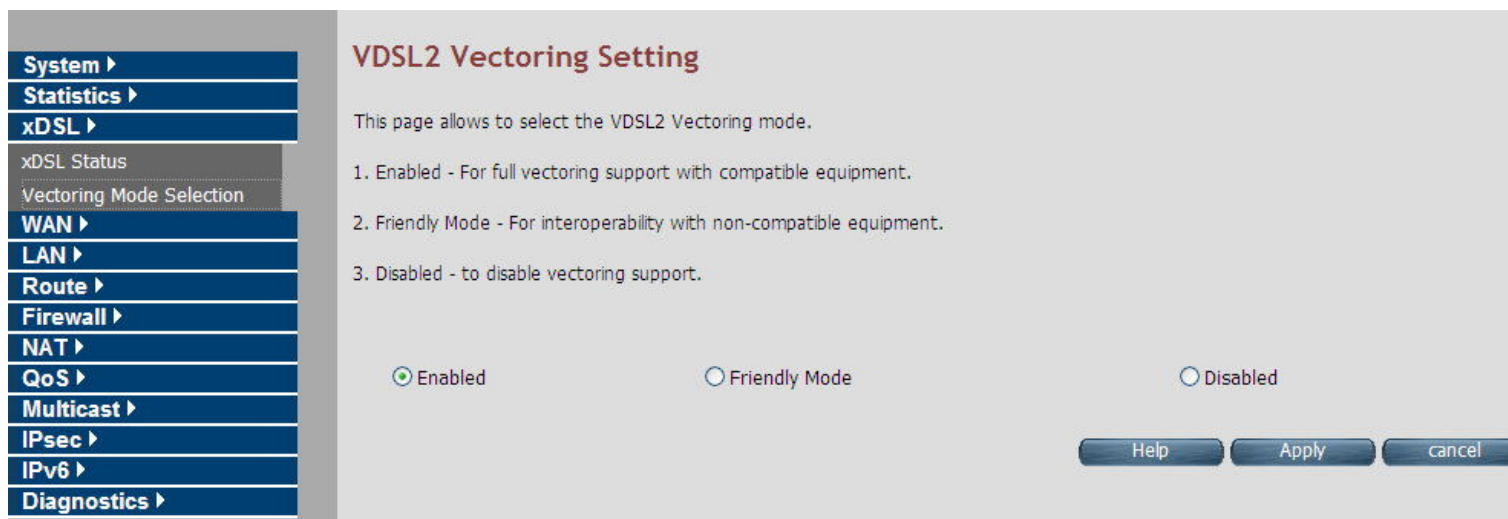 System
Statistics
xDSL
xDSL Status
Vectoring Mode Selection
WAN
LAN
Route
Firewall
NAT
QoS
Multicast
IPsec
IPv6
Diagnostics
VDSL2 Vectoring Setting
This page allows to select the VDSL2 Vectoring mode.
1. Enabled - For full vectoring support with compatible equipment.
2. Friendly Mode - For interoperability with non-compatible equipment.
3. Disabled - to disable vectoring support.
Enabled Friendly Mode Disabled
Help Apply cancel